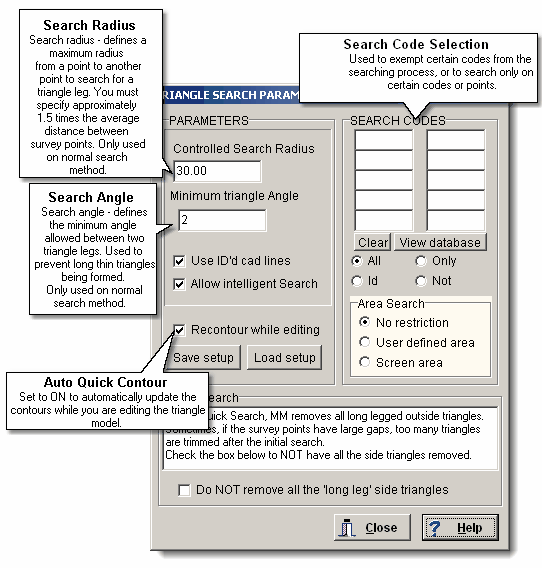 Search Radius
Search radius - defines a
maximum radius
from a point to another
point to search for a
triangle leg. You must
specify approximately
1.5 times the average
distance between
survey points. Only used
on normal search
method.
Search Code Selection
Used to exempt certain codes from the
searching process, or to search only on
certain codes or points.
RIANGLE SEARCH PARAM
PARAMETERS
Controlled Search Radius
30.00
Minimum triangle Angle
2
Search Angle
Search angle - defines
the minimum angle
allowed between two
triangle legs. Used to
prevent long thin triangles
being formed.
Only used on normal
search method.
Use ID'd cad lines
Allow intelligent Search
Recontour while editing
Save setup
Load setup
SEARCH CODES
Clear
View database
All
Only
Id
Not
Area Search
No restriction
User defined area
Screen area
Auto Quick Contour
Set to ON to automatically update the
contours while you are editing the triangle
model.
earch
uick Search, MM removes all long legged outside triangles.
Sometimes, if the survey points have large gaps, too many triangles
are trimmed after the initial search.
Check the box below to NOT have all the side triangles removed.
Do NOT remove all the 'long leg' side triangles
Close
? Help